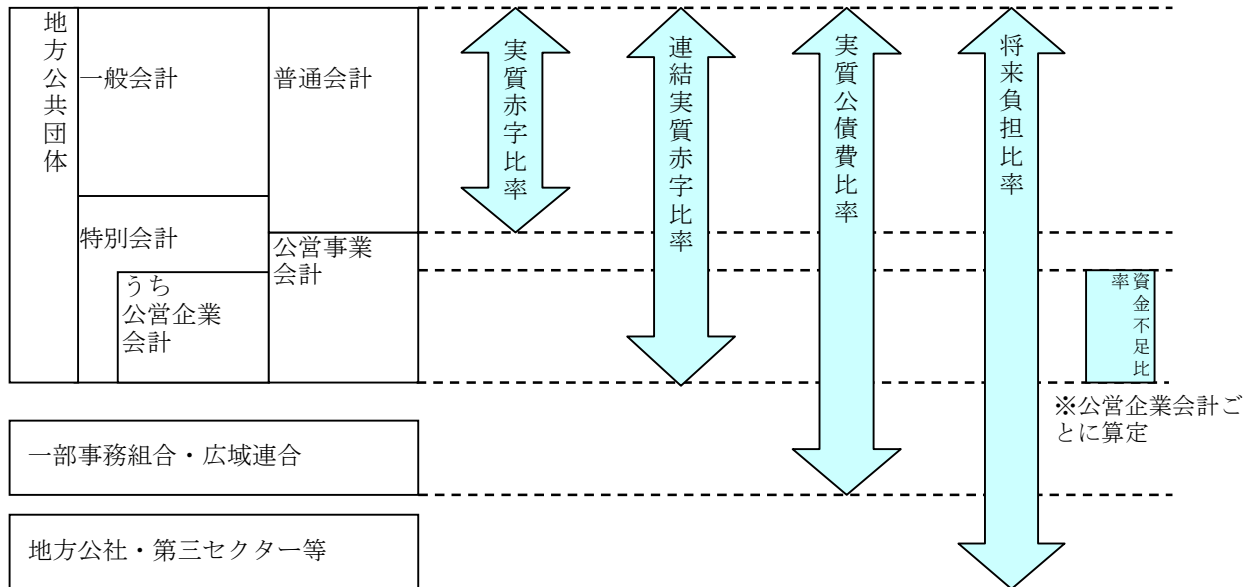 地方公共団体
一般会計
普通会計
特別会計
公営事業
会計
うち
公営企業
会計
実質赤字比率
連結実質赤字比率
実質公債費比率
将来負担比率
資金不足比
率
※公営企業会計ご
とに算定
一部事務組合・広域連合
地方公社・第三セクター等